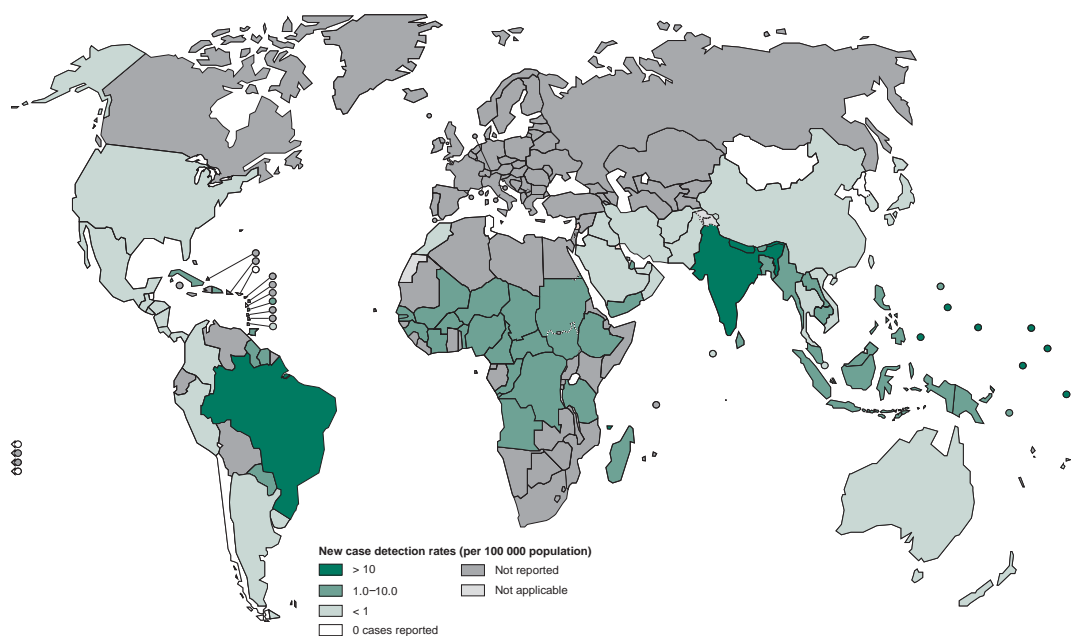 New case detection rates (per 100 000 population)
> 10
1.0–10.0
< 1
0 cases reported
Not reported
Not applicable